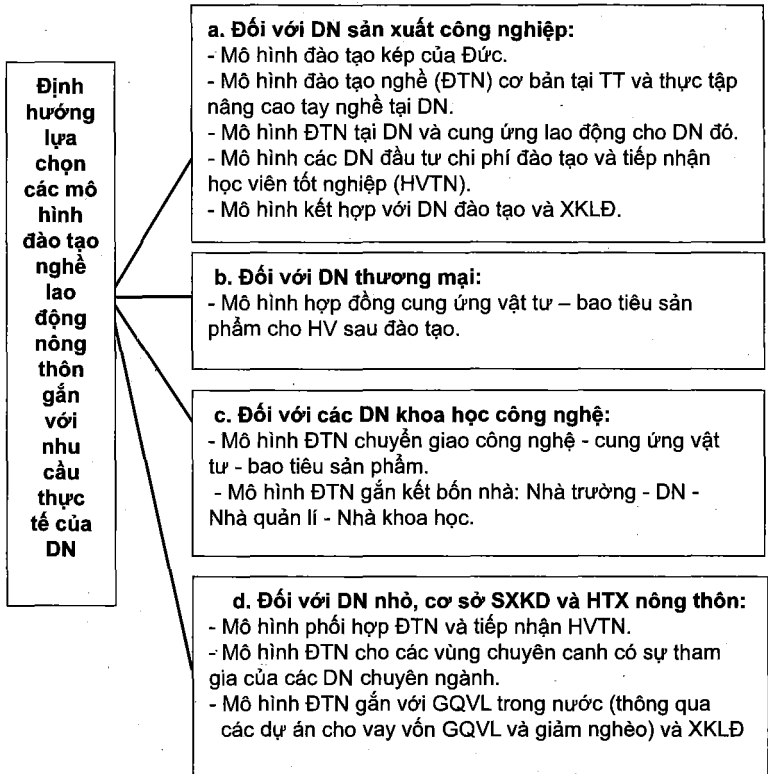 Định
hướng
lựa
chọn
các mô
hình
đào tạo
nghề
lao
động
nông
thôn
gắn
với
nhu
cầu
thực
tế của
DN
a. Đối với DN sản xuất công nghiệp:
- Mô hình đào tạo kép của Đức.
- Mô hình đào tạo nghề (ĐTN) cơ bản tại TT và thực tập
nâng cao tay nghề tại DN.
- Mô hình ĐTN tại DN và cung ứng lao động cho DN đó.
- Mô hình các DN đầu tư chi phí đào tạo và tiếp nhận
học viên tốt nghiệp (HVTN).
- Mô hình kết hợp với DN đào tạo và XKLĐ.
b. Đối với DN thương mại:
- Mô hình hợp đồng cung ứng vật tư – bao tiêu sản
phẩm cho HV sau đào tạo.
c. Đối với các DN khoa học công nghệ:
- Mô hình ĐTN chuyển giao công nghệ - cung ứng vật
tư - bao tiêu sản phẩm.
- Mô hình ĐTN gắn kết bốn nhà: Nhà trường - DN -
Nhà quản lí - Nhà khoa học.
d. Đối với DN nhỏ, cơ sở SXKD và HTX nông thôn:
- Mô hình phối hợp ĐTN và tiếp nhận HVTN.
- Mô hình ĐTN cho các vùng chuyên canh có sự tham
gia của các DN chuyên ngành.
- Mô hình ĐTN gắn với GQVL trong nước (thông qua
các dự án cho vay vốn GQVL và giảm nghèo) và XKLĐ